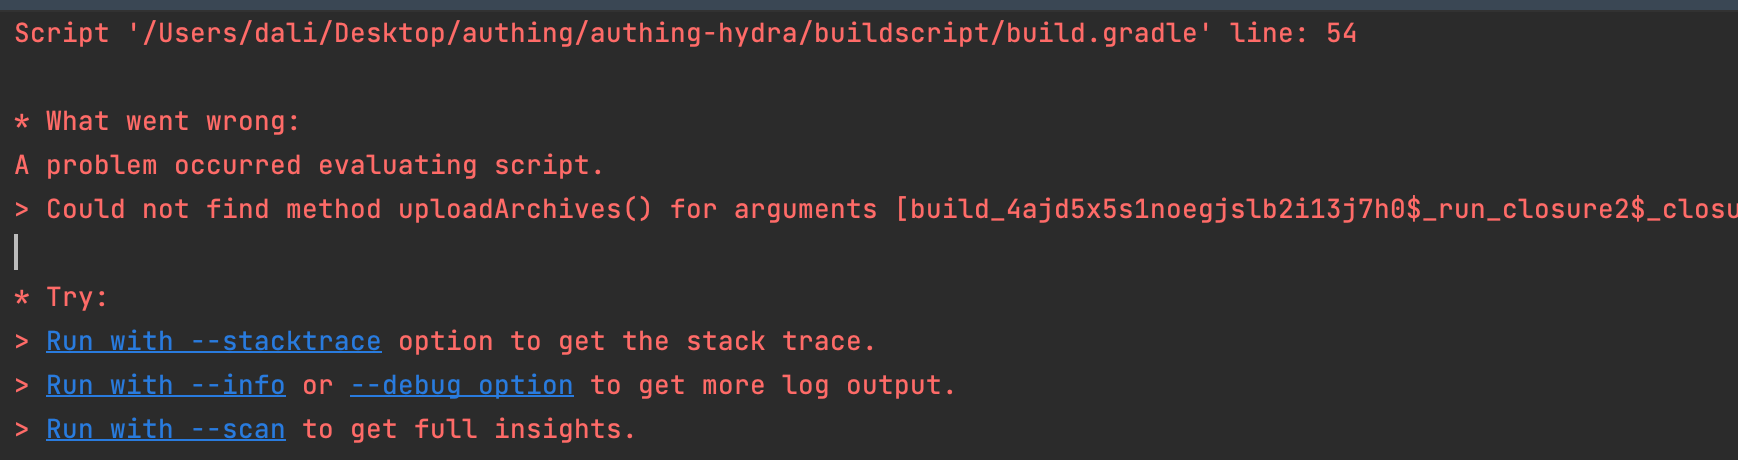 Script '/Users/dali/Desktop/authing/authing-hydra/buildscript/build.gradle' line: 54
* What went wrong:
A problem occurred evaluating script.
> Could not find method uploadArchives() for arguments [build_4ajd5x5s1noegjslb2i13j7h0$_run_closure2$_closu
* Try:
> Run with --stacktrace option to get the stack trace.
> Run with --info or --debug option to get more log output.
> Run with --scan to get full insights.